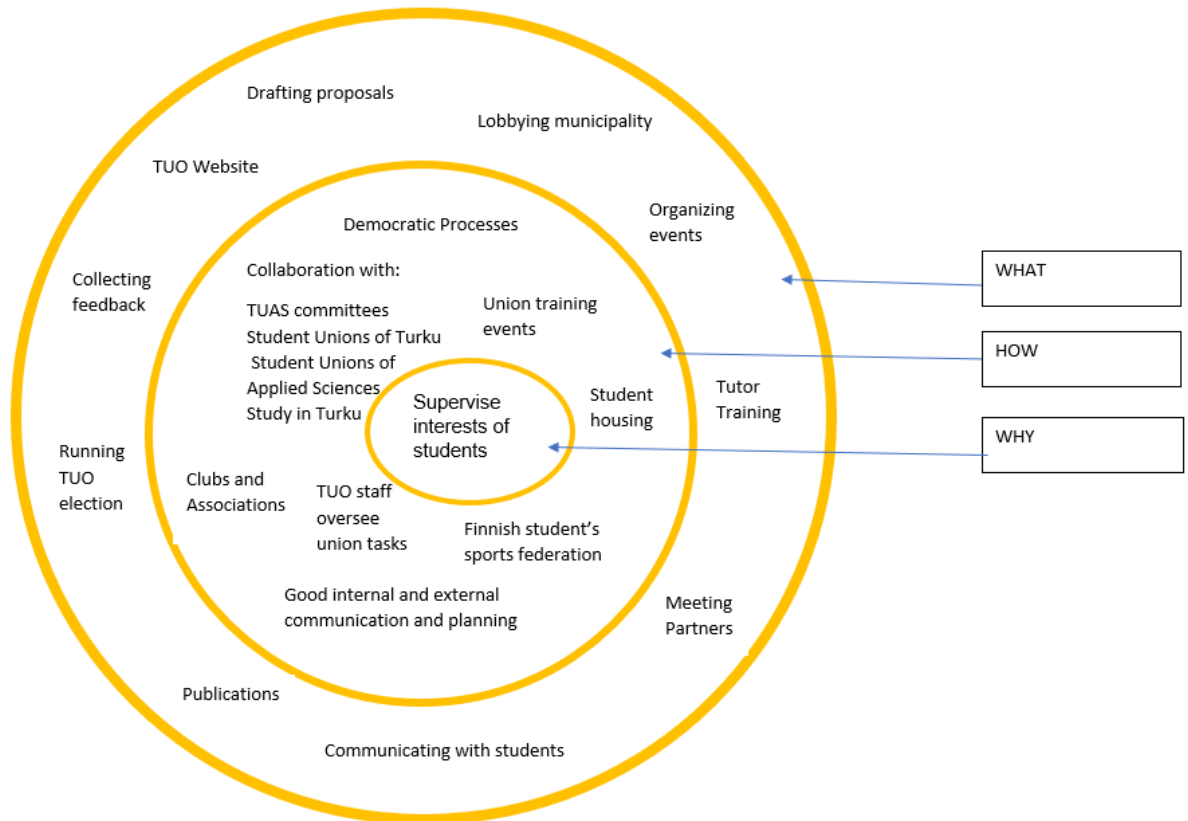 Drafting proposals
Lobbying municipality
TUO Website
Organizing
events
Collecting
feedback
Running
TUO
election
Tutor
Training
Meeting
Partners
Publications
Communicating with students
Democratic Processes
Collaboration with:
TUAS committees
Student Unions of Turku
Student Unions of
Applied Sciences
Study in Turku
Union training
events
Student
housing
Clubs and
Associations
TUO staff
oversee
union tasks
Finnish student’s
sports federation
Good internal and external
communication and planning
Supervise
interests of
students
WHAT
HOW
WHY